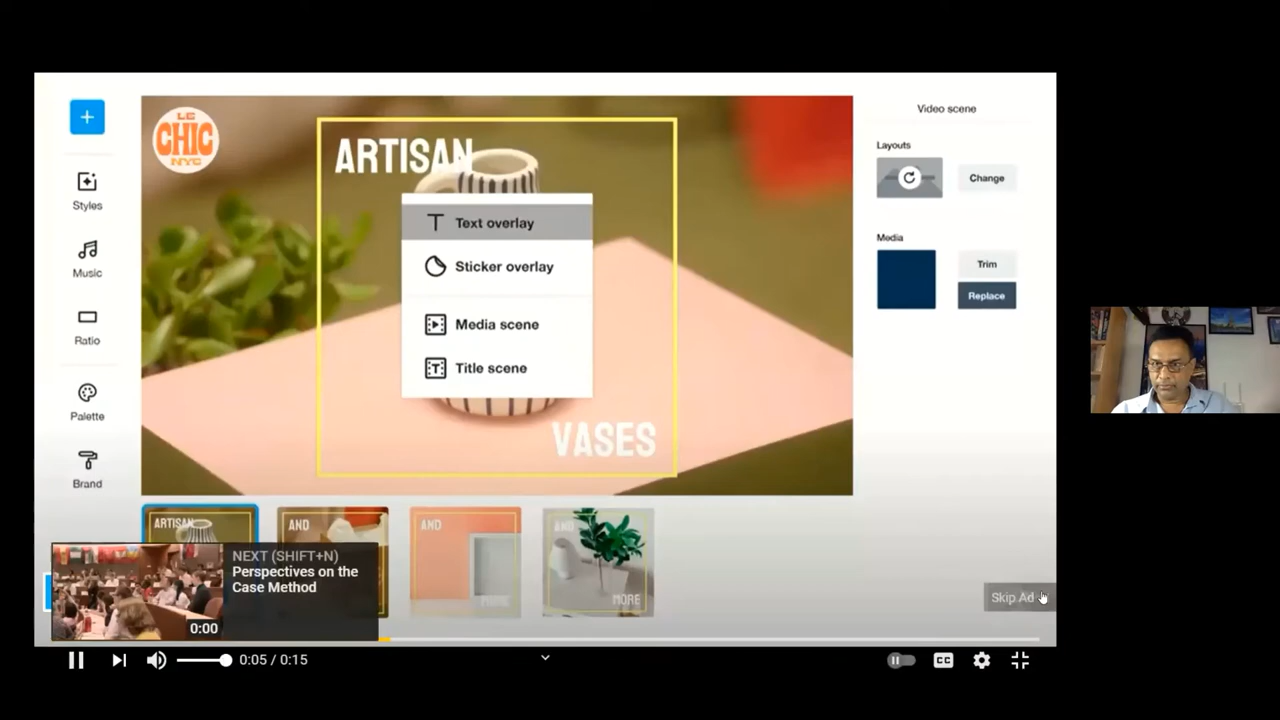 +
LE
CHIC
NYC
ARTISAN
VASES
Text overlay
Sticker overlay
Media scene
Title scene
Styles
Music
Ratio
Palette
Brand
Video scene
Layouts
Change
Media
Trim
Replace
ARTISAN
AND
AND
MORE
AND
MORE
NEXT (SHIFT+N)
Perspectives on the
Case Method
0:00
Skip Ad
0:05 / 0:15
CC